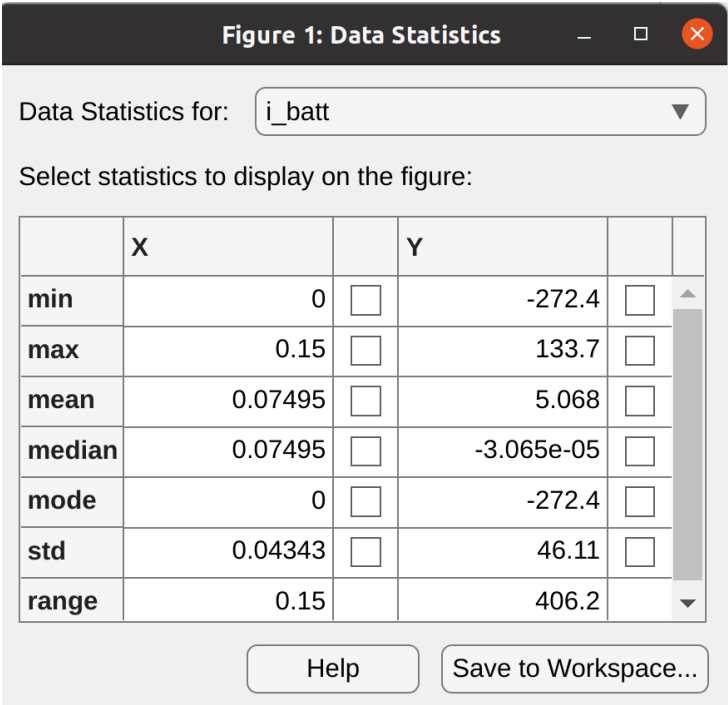 Figure 1: Data Statistics
Data Statistics for: i_batt
Select statistics to display on the figure:
X Y
min 0 -272.4
max 0.15 133.7
mean 0.07495 5.068
median 0.07495 -3.065e-05
mode 0 -272.4
std 0.04343 46.11
range 0.15 406.2
Help Save to Workspace...